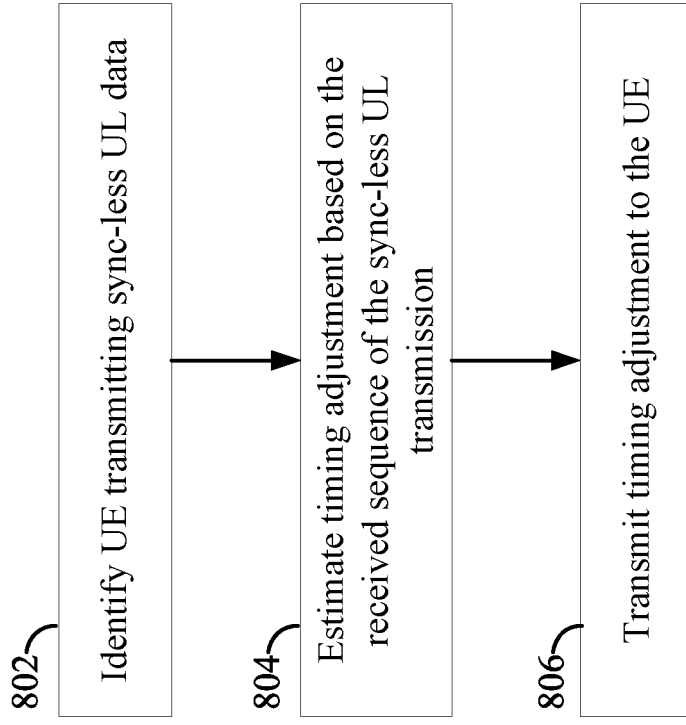 802
Identify UE transmitting sync-less UL data
804
Estimate timing adjustment based on the
received sequence of the sync-less UL
transmission
806
Transmit timing adjustment to the UE